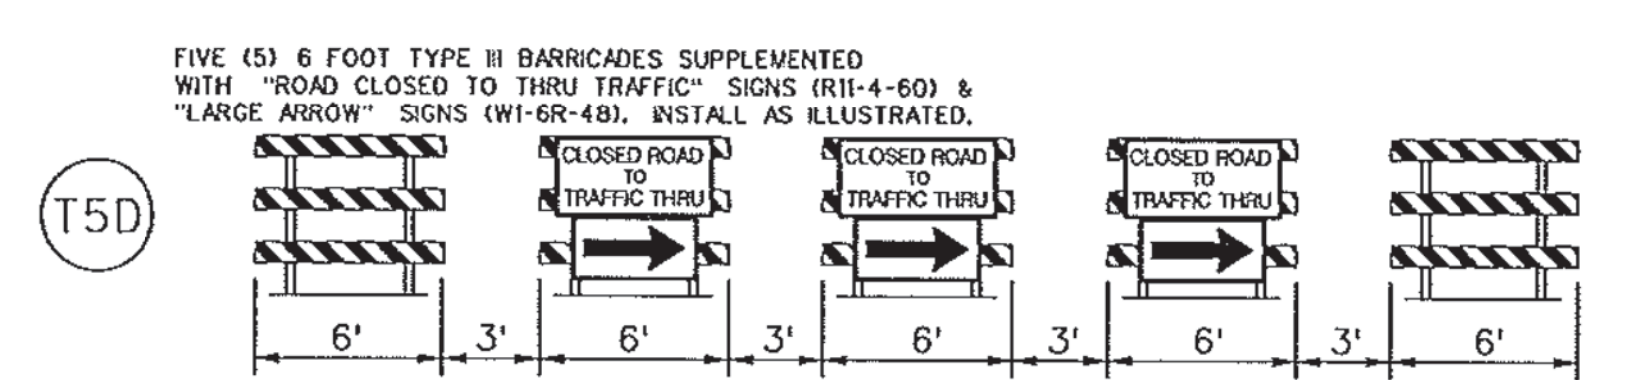 FIVE (5) 6 FOOT TYPE III BARRICADES SUPPLEMENTED
WITH "ROAD CLOSED TO THRU TRAFFIC" SIGNS (R11-4-60) &
"LARGE ARROW" SIGNS (W1-6R-48). INSTALL AS ILLUSTRATED.
T5D
CLOSED ROAD
TO
TRAFFIC THRU
CLOSED ROAD
TO
TRAFFIC THRU
CLOSED ROAD
TO
TRAFFIC THRU
6' 3' 6' 3' 6' 3' 6' 3' 6'